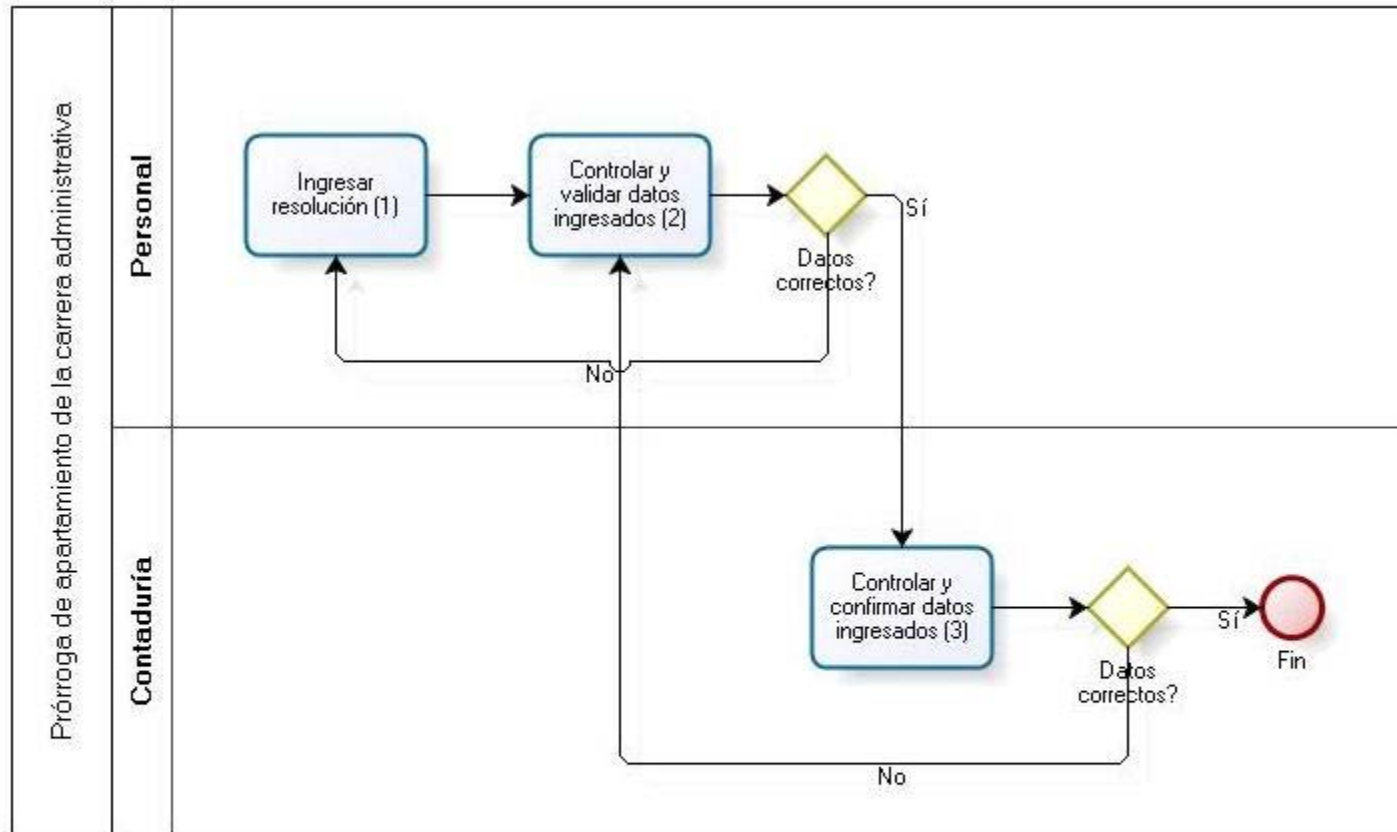 Prórroga de apartamiento de la carrera administrativa
Personal
Ingresar
resolución (1)
Controlar y
validar datos
ingresados (2)
Sí
Datos
correctos?
No
Contaduría
Controlar y
confirmar datos
ingresados (3)
Sí
Fin
Datos
correctos?
No